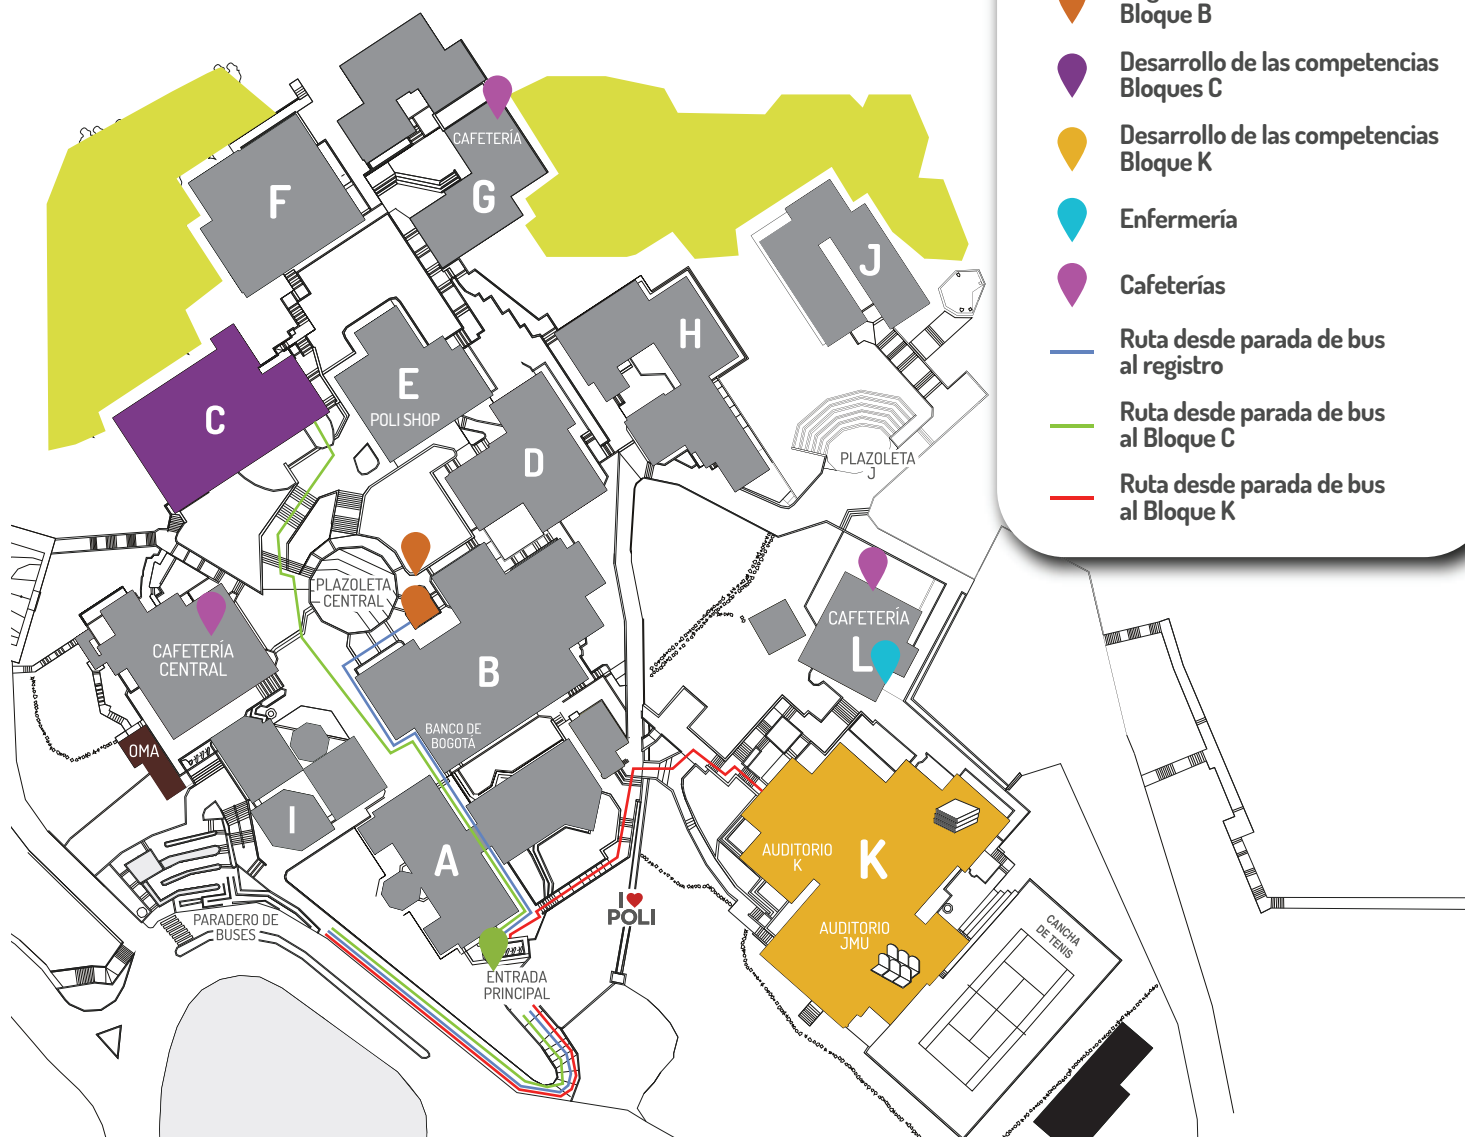 Bloque B
Desarrollo de las competencias
Bloques C
Desarrollo de las competencias
Bloque K
Enfermería
Cafeterías
Ruta desde parada de bus
al registro
Ruta desde parada de bus
al Bloque C
Ruta desde parada de bus
al Bloque K
CAFETERÍA
G
F
J
H
E
POLI SHOP
C
D
PLAZOLETA
J
PLAZOLETA
CENTRAL
CAFETERÍA
L
CAFETERÍA
CENTRAL
B
BANCO DE
BOGOTÁ
OMA
I
A
AUDITORIO
K
K
I
POLI
PARADERO DE
BUSES
AUDITORIO
JMU
CANCHA
DE TENIS
ENTRADA
PRINCIPAL